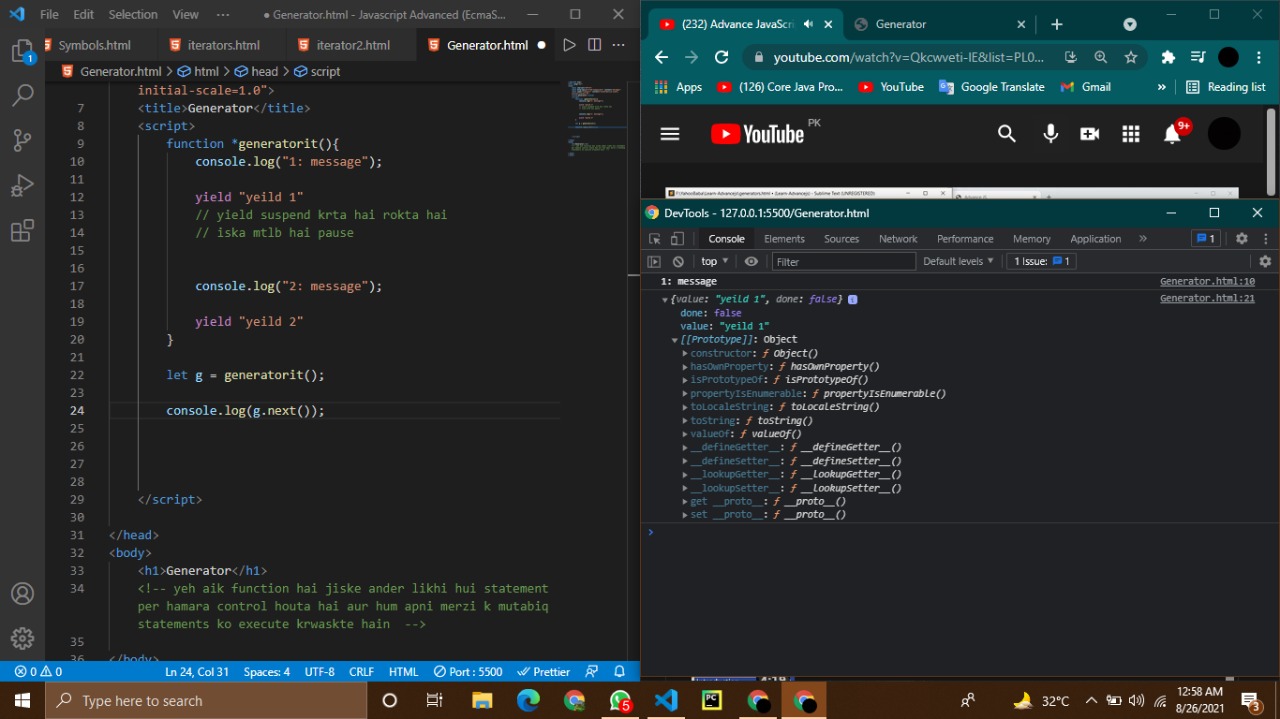 File Edit Selection View ··· ● Generator.html - Javascript Advanced (EcmaS...
Symbols.html iterators.html iterator2.html Generator.html
Generator.html > html > head > script
initial-scale=1.0">
7 <title>Generator</title>
8 <script>
9 function *generatorit(){
10 console.log("1: message");
11
12 yield "yeild 1"
13 // yield suspend krta hai rokta hai
14 // iska mtlb hai pause
15
16
17 console.log("2: message");
18
19 yield "yeild 2"
20 }
21
22 let g = generatorit();
23
24 console.log(g.next());
25
26
27
28
29 </script>
30
31 </head>
32 <body>
33 <h1>Generator</h1>
34 <!-- yeh aik function hai jiske ander likhi hui statement
per hamara control houta hai aur hum apni merzi k mutabiq
statements ko execute krwaskte hain -->
35
36 </body>
1
0 0 Ln 24, Col 31 Spaces: 4 UTF-8 CRLF HTML Port : 5500 Prettier
(232) Advance JavaScri Generator
youtube.com/watch?v=Qkcwveti-IE&list=PL0...
Apps (126) Core Java Pro... YouTube Google Translate Gmail » Reading list
YouTube PK 9+
DevTools - 127.0.0.1:5500/Generator.html
Console Elements Sources Network Performance Memory Application » 1
top Filter Default levels 1 Issue: 1
1: message Generator.html:10
{value: "yeild 1", done: false} Generator.html:21
done: false
value: "yeild 1"
[[Prototype]]: Object
constructor: ƒ Object()
hasOwnProperty: ƒ hasOwnProperty()
isPrototypeOf: ƒ isPrototypeOf()
propertyIsEnumerable: ƒ propertyIsEnumerable()
toLocaleString: ƒ toLocaleString()
toString: ƒ toString()
valueOf: ƒ valueOf()
__defineGetter__: ƒ __defineGetter__()
__defineSetter__: ƒ __defineSetter__()
__lookupGetter__: ƒ __lookupGetter__()
__lookupSetter__: ƒ __lookupSetter__()
get __proto__: ƒ __proto__()
set __proto__: ƒ __proto__()
Type here to search 5 PC 32°C 12:58 AM
8/26/2021 3